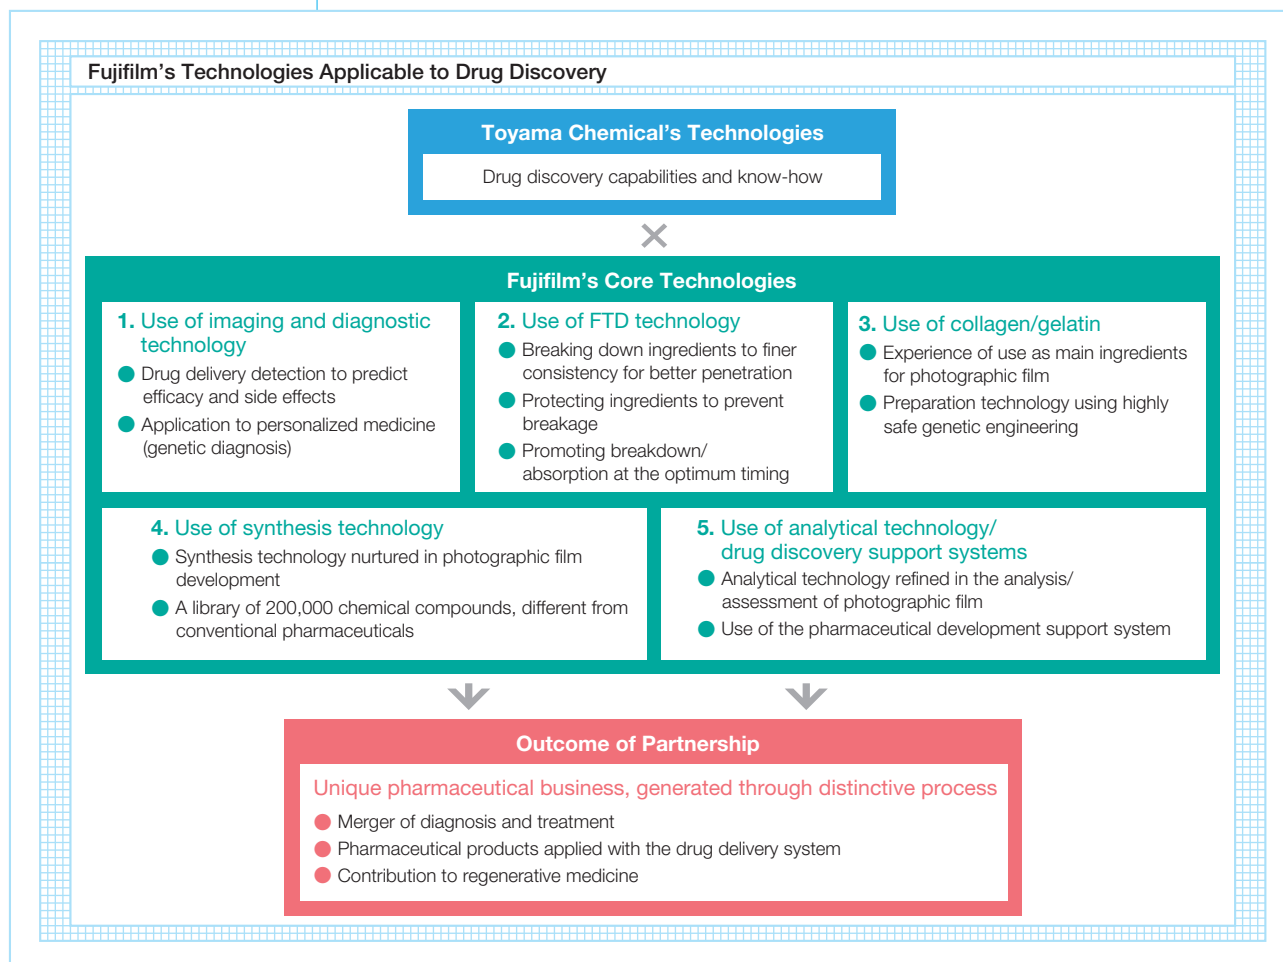 Fujifilm’s Technologies Applicable to Drug Discovery
Toyama Chemical’s Technologies
Drug discovery capabilities and know-how
×
Fujifilm’s Core Technologies
1. Use of imaging and diagnostic
technology
● Drug delivery detection to predict
efficacy and side effects
● Application to personalized medicine
(genetic diagnosis)
2. Use of FTD technology
● Breaking down ingredients to finer
consistency for better penetration
● Protecting ingredients to prevent
breakage
● Promoting breakdown/
absorption at the optimum timing
3. Use of collagen/gelatin
● Experience of use as main ingredients
for photographic film
● Preparation technology using highly
safe genetic engineering
4. Use of synthesis technology
● Synthesis technology nurtured in photographic film
development
● A library of 200,000 chemical compounds, different from
conventional pharmaceuticals
5. Use of analytical technology/
drug discovery support systems
● Analytical technology refined in the analysis/
assessment of photographic film
● Use of the pharmaceutical development support system
Outcome of Partnership
Unique pharmaceutical business, generated through distinctive process
● Merger of diagnosis and treatment
● Pharmaceutical products applied with the drug delivery system
● Contribution to regenerative medicine